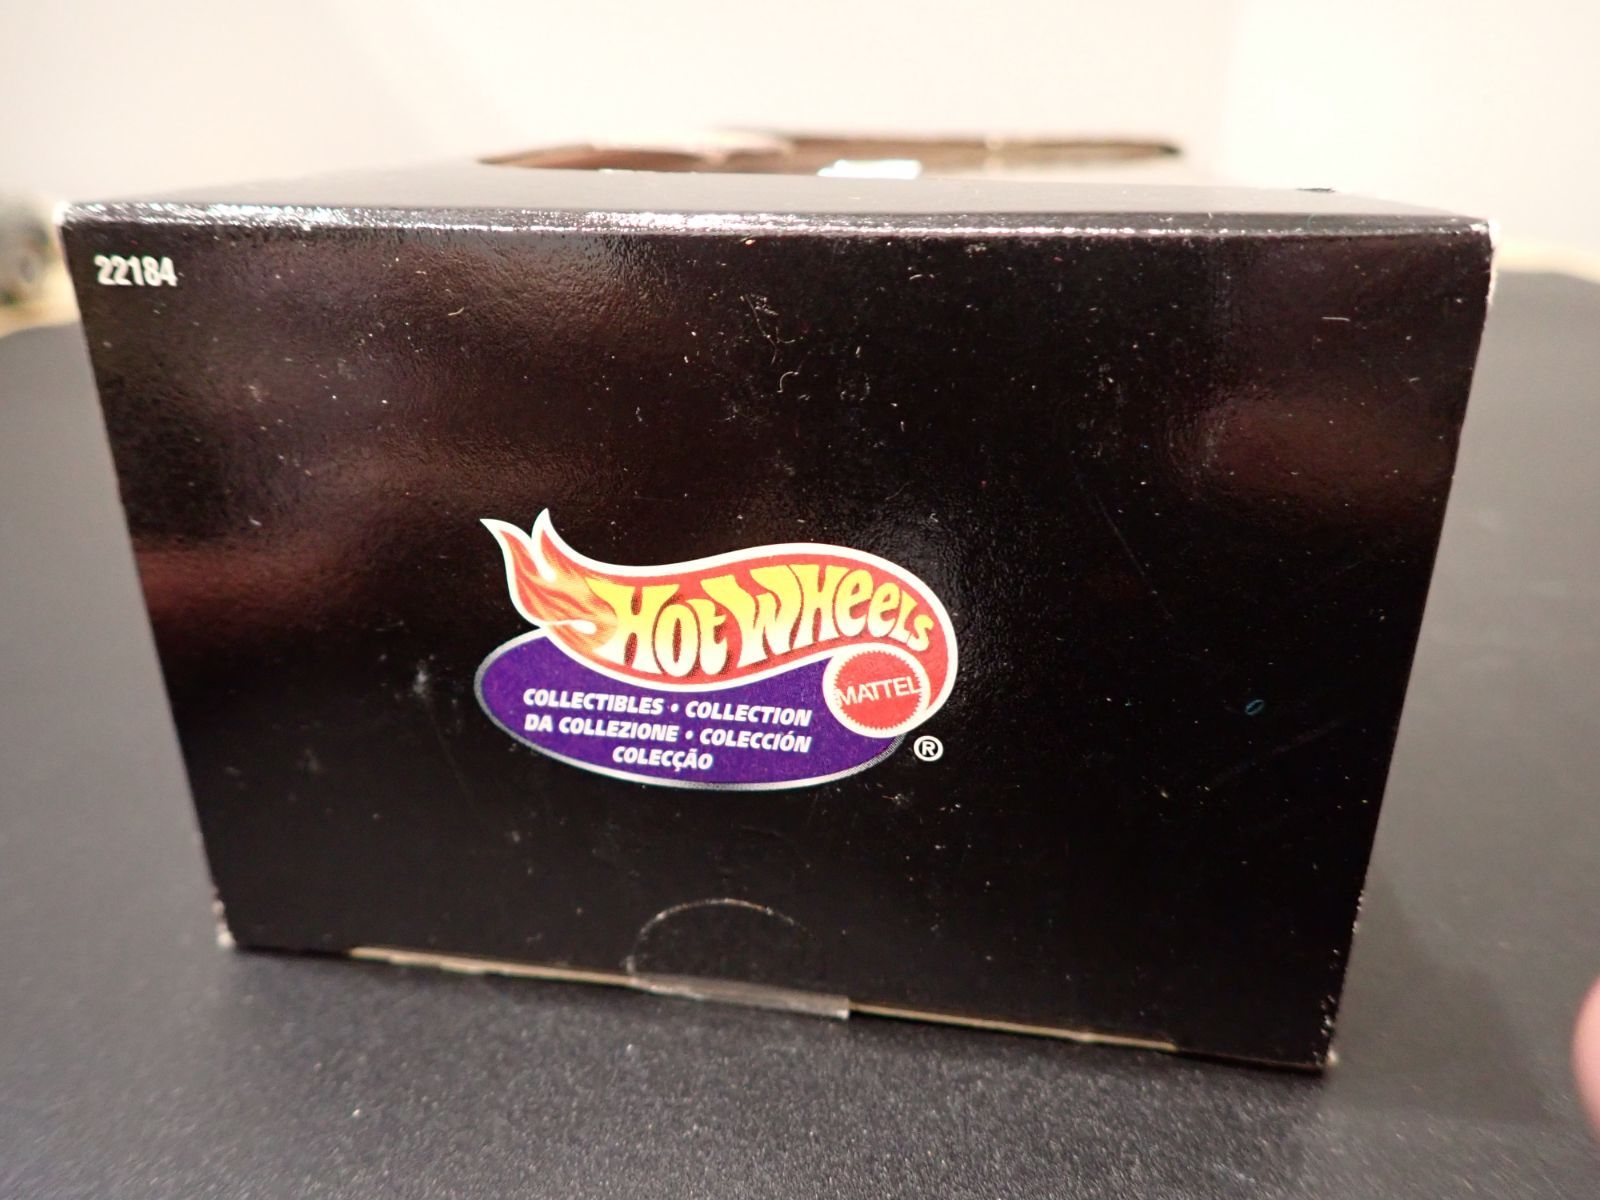 22184
HOT WHEELS
MATTEL
COLLECTIBLES • COLLECTION
DA COLLEZIONE • COLECCIÓN
COLECÇÃO
®